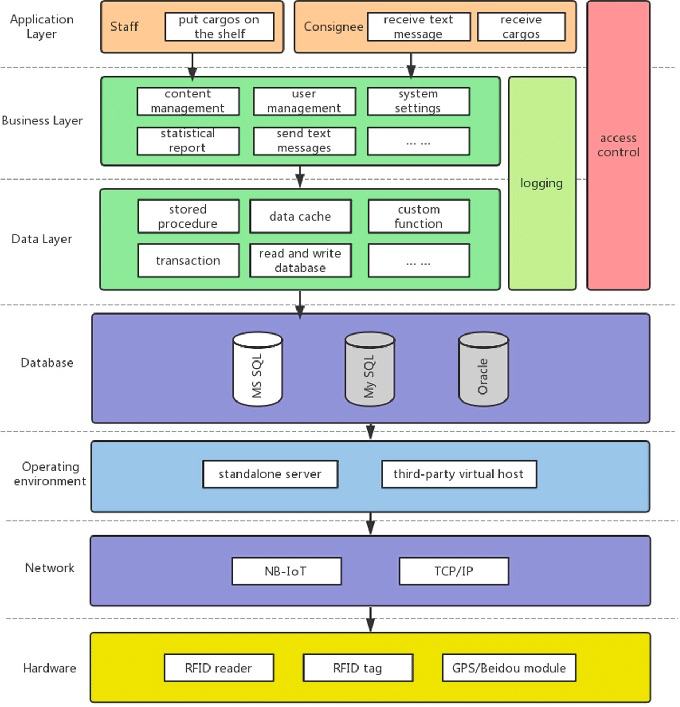 Application
Layer
Staff
put cargos on
the shelf
Consignee
receive text
message
receive
cargos
Business Layer
content
management
user
management
system
settings
statistical
report
send text
messages
... ...
logging
access
control
Data Layer
stored
procedure
data cache
custom
function
transaction
read and write
database
... ...
Database
MS SQL
My SQL
Oracle
Operating
environment
standalone server
third-party virtual host
Network
NB-IoT
TCP/IP
Hardware
RFID reader
RFID tag
GPS/Beidou module